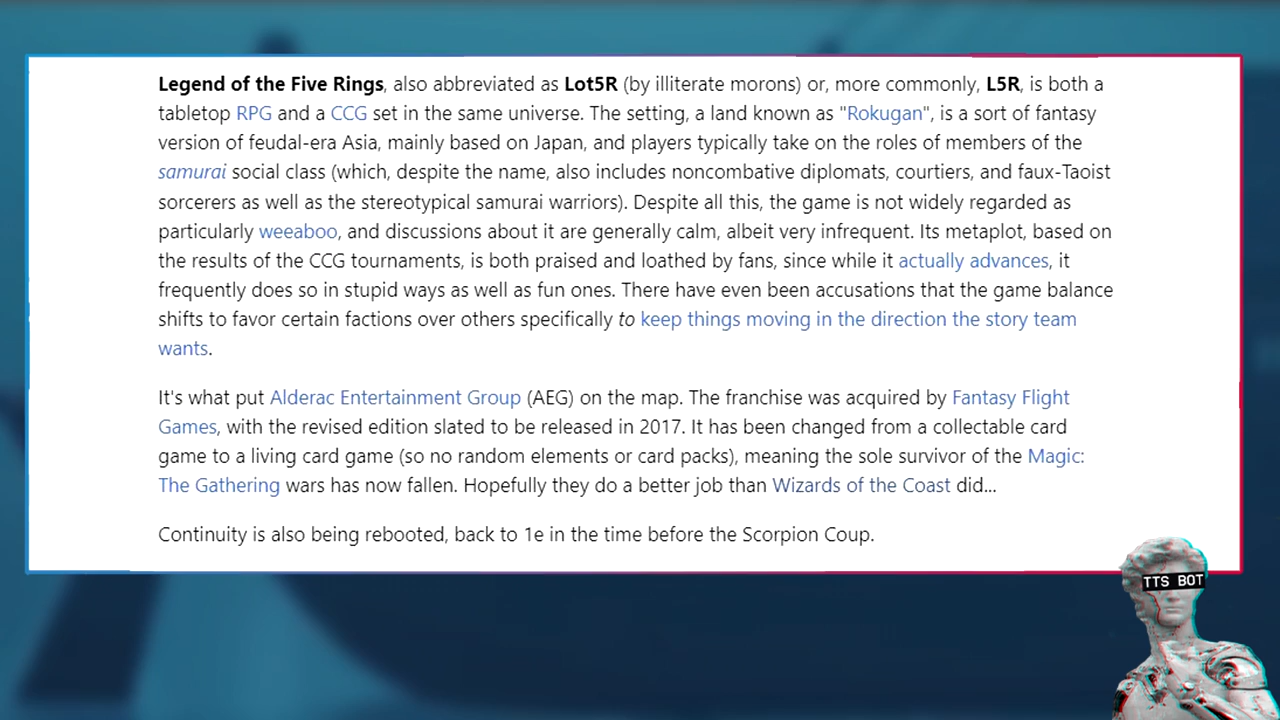 Legend of the Five Rings, also abbreviated as Lot5R (by illiterate morons) or, more commonly, L5R, is both a
tabletop RPG and a CCG set in the same universe. The setting, a land known as "Rokugan", is a sort of fantasy
version of feudal-era Asia, mainly based on Japan, and players typically take on the roles of members of the
samurai social class (which, despite the name, also includes noncombative diplomats, courtiers, and faux-Taoist
sorcerers as well as the stereotypical samurai warriors). Despite all this, the game is not widely regarded as
particularly weeaboo, and discussions about it are generally calm, albeit very infrequent. Its metaplot, based on
the results of the CCG tournaments, is both praised and loathed by fans, since while it actually advances, it
frequently does so in stupid ways as well as fun ones. There have even been accusations that the game balance
shifts to favor certain factions over others specifically to keep things moving in the direction the story team
wants.
It's what put Alderac Entertainment Group (AEG) on the map. The franchise was acquired by Fantasy Flight
Games, with the revised edition slated to be released in 2017. It has been changed from a collectable card
game to a living card game (so no random elements or card packs), meaning the sole survivor of the Magic:
The Gathering wars has now fallen. Hopefully they do a better job than Wizards of the Coast did...
Continuity is also being rebooted, back to 1e in the time before the Scorpion Coup.
TTS BOT